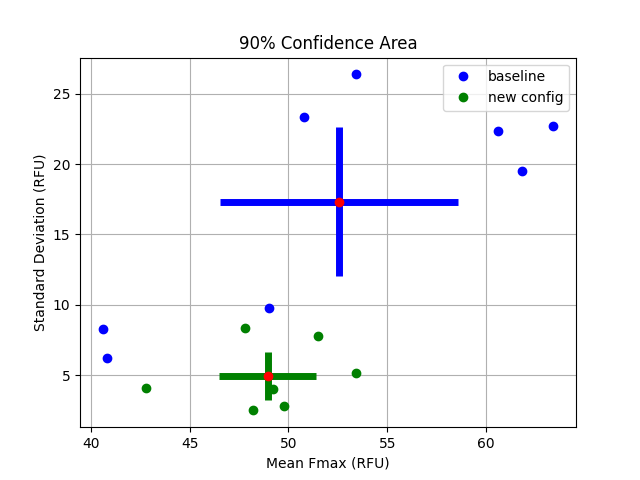 90% Confidence Area
baseline
new config
25
20
15
10
5
Standard Deviation (RFU)
40
45
50
55
60
Mean Fmax (RFU)